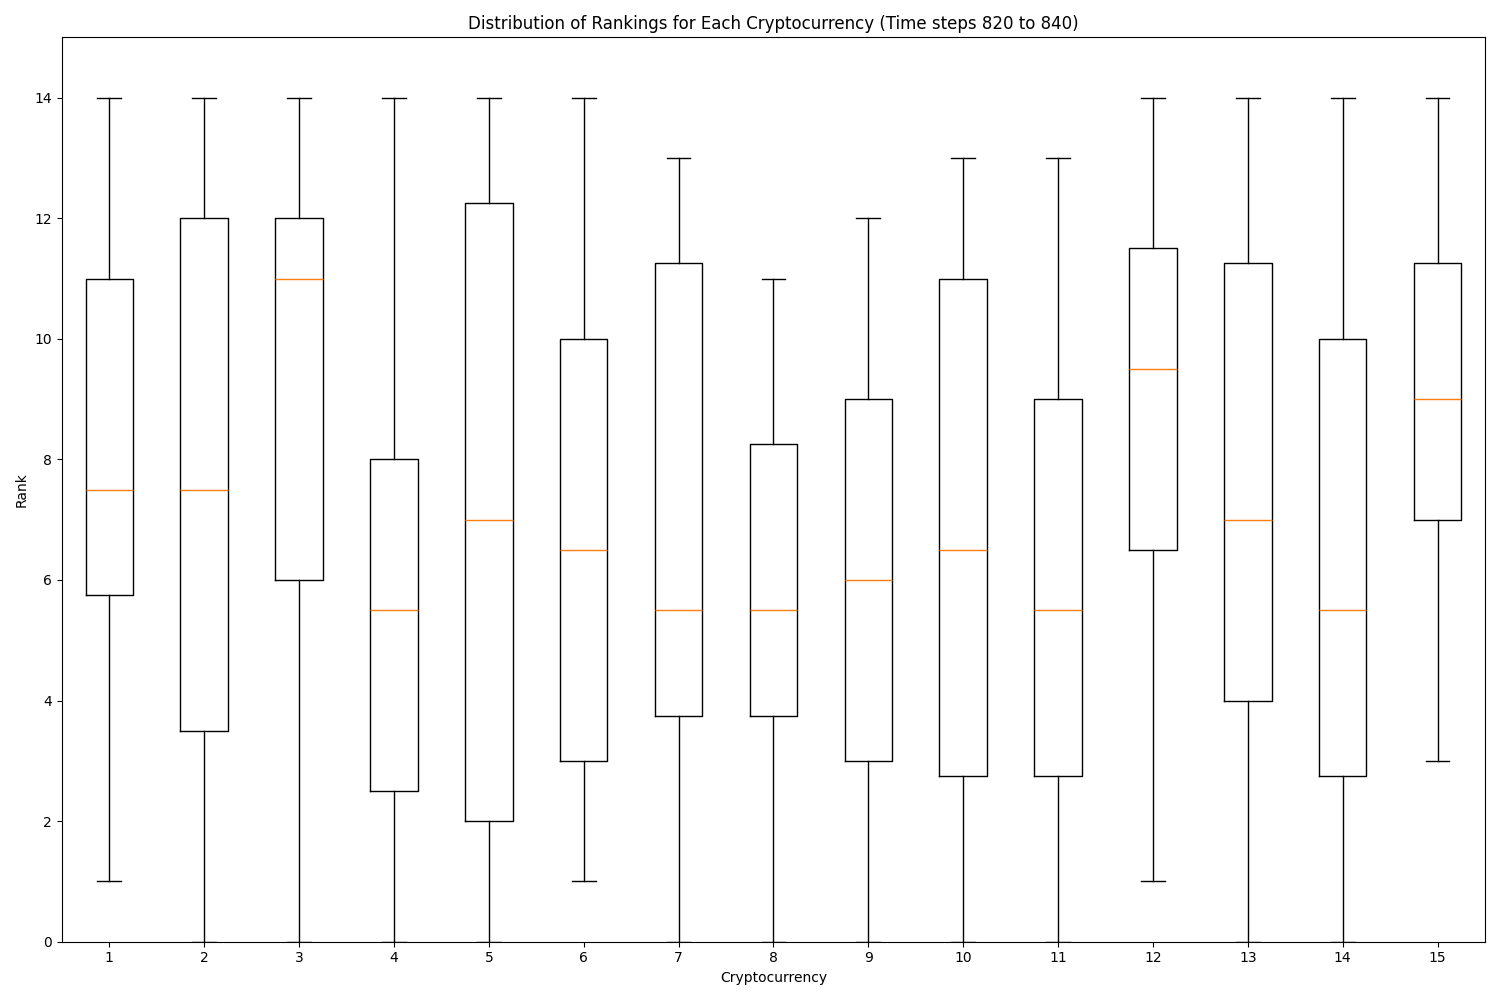 Distribution of Rankings for Each Cryptocurrency (Time steps 820 to 840)
14
12
10
8
6
4
2
0
Rank
1 2 3 4 5 6 7 8 9 10 11 12 13 14 15
Cryptocurrency